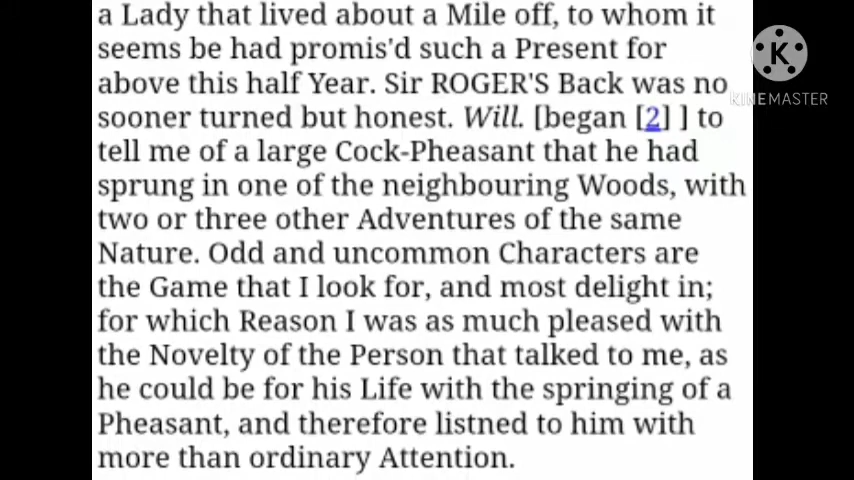 a Lady that lived about a Mile off, to whom it
seems be had promis'd such a Present for
above this half Year. Sir ROGER'S Back was no
sooner turned but honest. Will. [began [2] ] to
tell me of a large Cock-Pheasant that he had
sprung in one of the neighbouring Woods, with
two or three other Adventures of the same
Nature. Odd and uncommon Characters are
the Game that I look for, and most delight in;
for which Reason I was as much pleased with
the Novelty of the Person that talked to me, as
he could be for his Life with the springing of a
Pheasant, and therefore listned to him with
more than ordinary Attention.
K
KINEMASTER